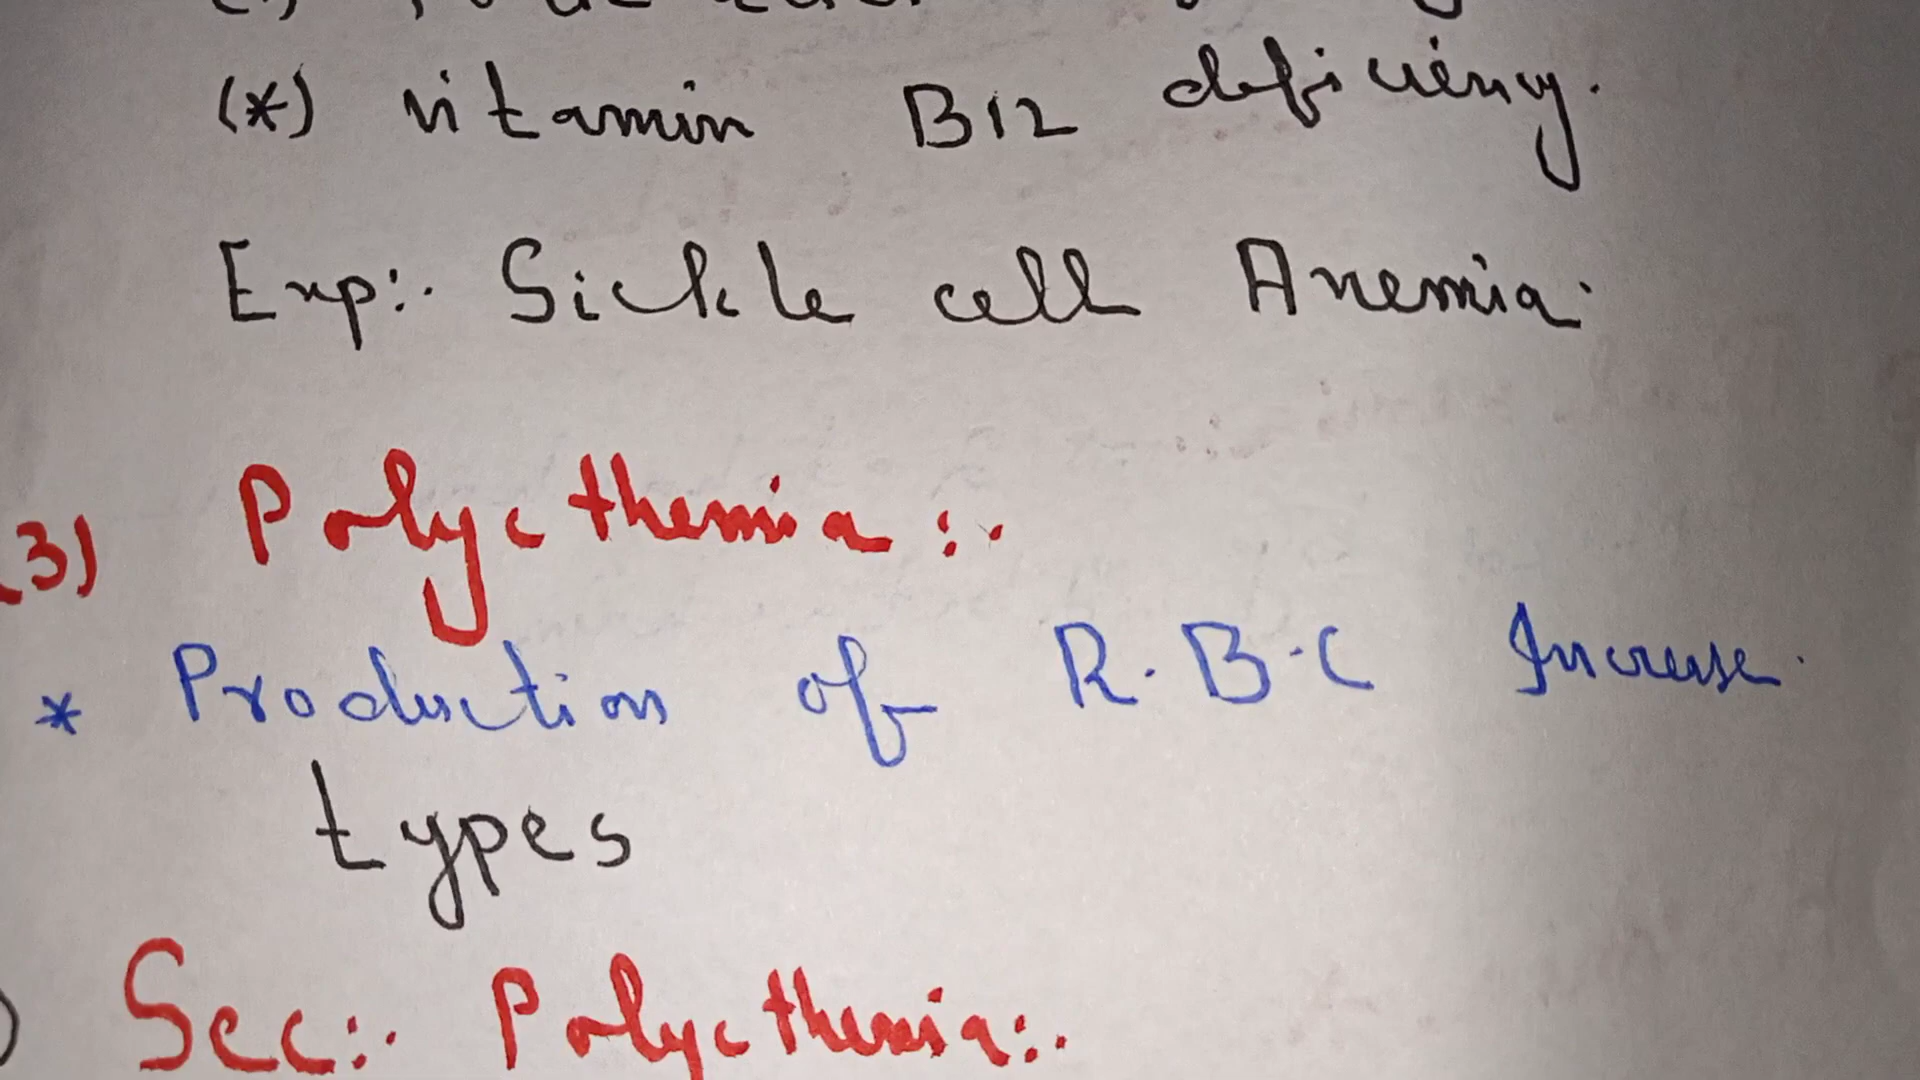 (*) vitamin B12 deficiency.
Exp:- Sickle cell Anemia.
(3) Polycthemia :-
* Production of R.B.C Increase.
types
Sec:- Polycthemia:-